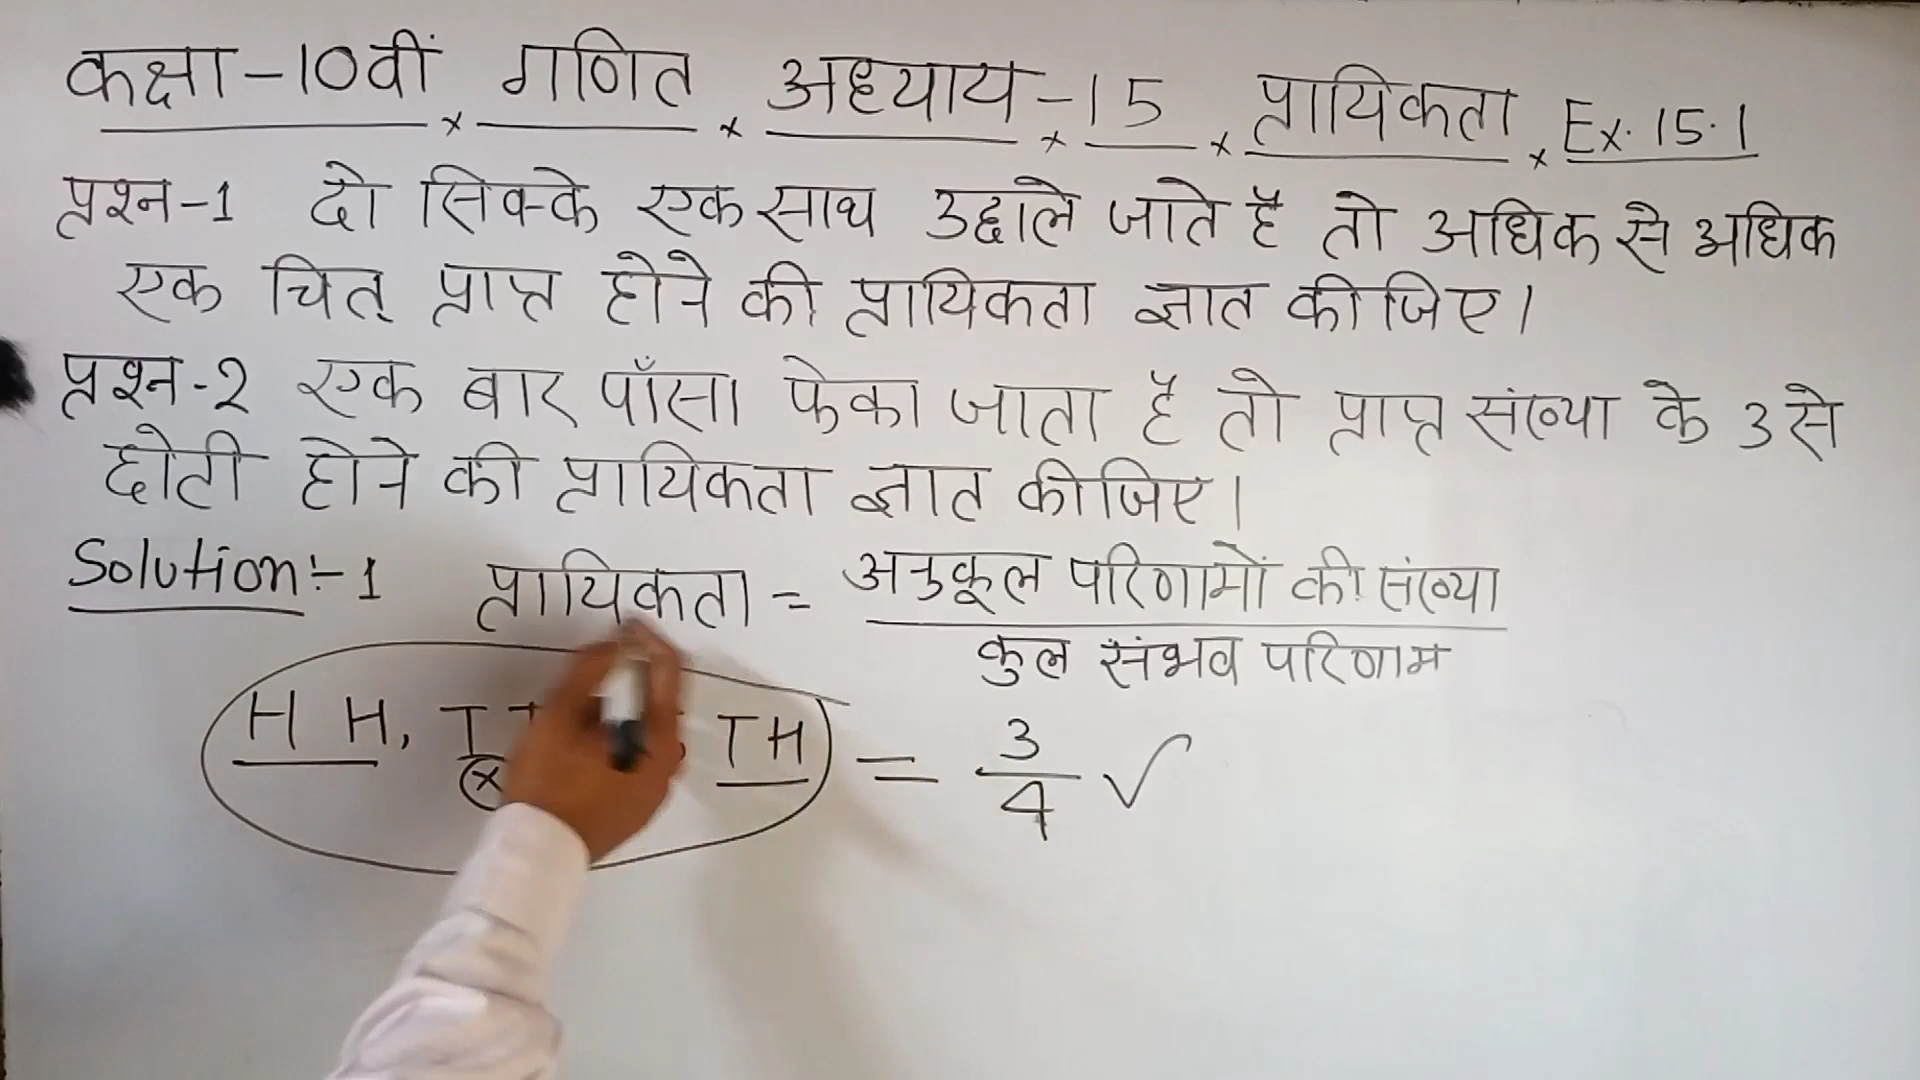 कक्षा-10वीं × गणित × अध्याय-15 × प्रायिकता × Ex. 15.1
प्रश्न-1 दो सिक्के एक साथ उछाले जाते है तो अधिक से अधिक
एक चित् प्राप्त होने की प्रायिकता ज्ञात कीजिए।
प्रश्न-2 एक बार पाँसा फेका जाता है तो प्राप्त संख्या के 3 से
छोटी होने की प्रायिकता ज्ञात कीजिए।
Solution:-1 प्रायिकता = अनुकूल परिणामों की संख्या
कुल संभव परिणाम
H H, T T TH = 3/4 ✓
×